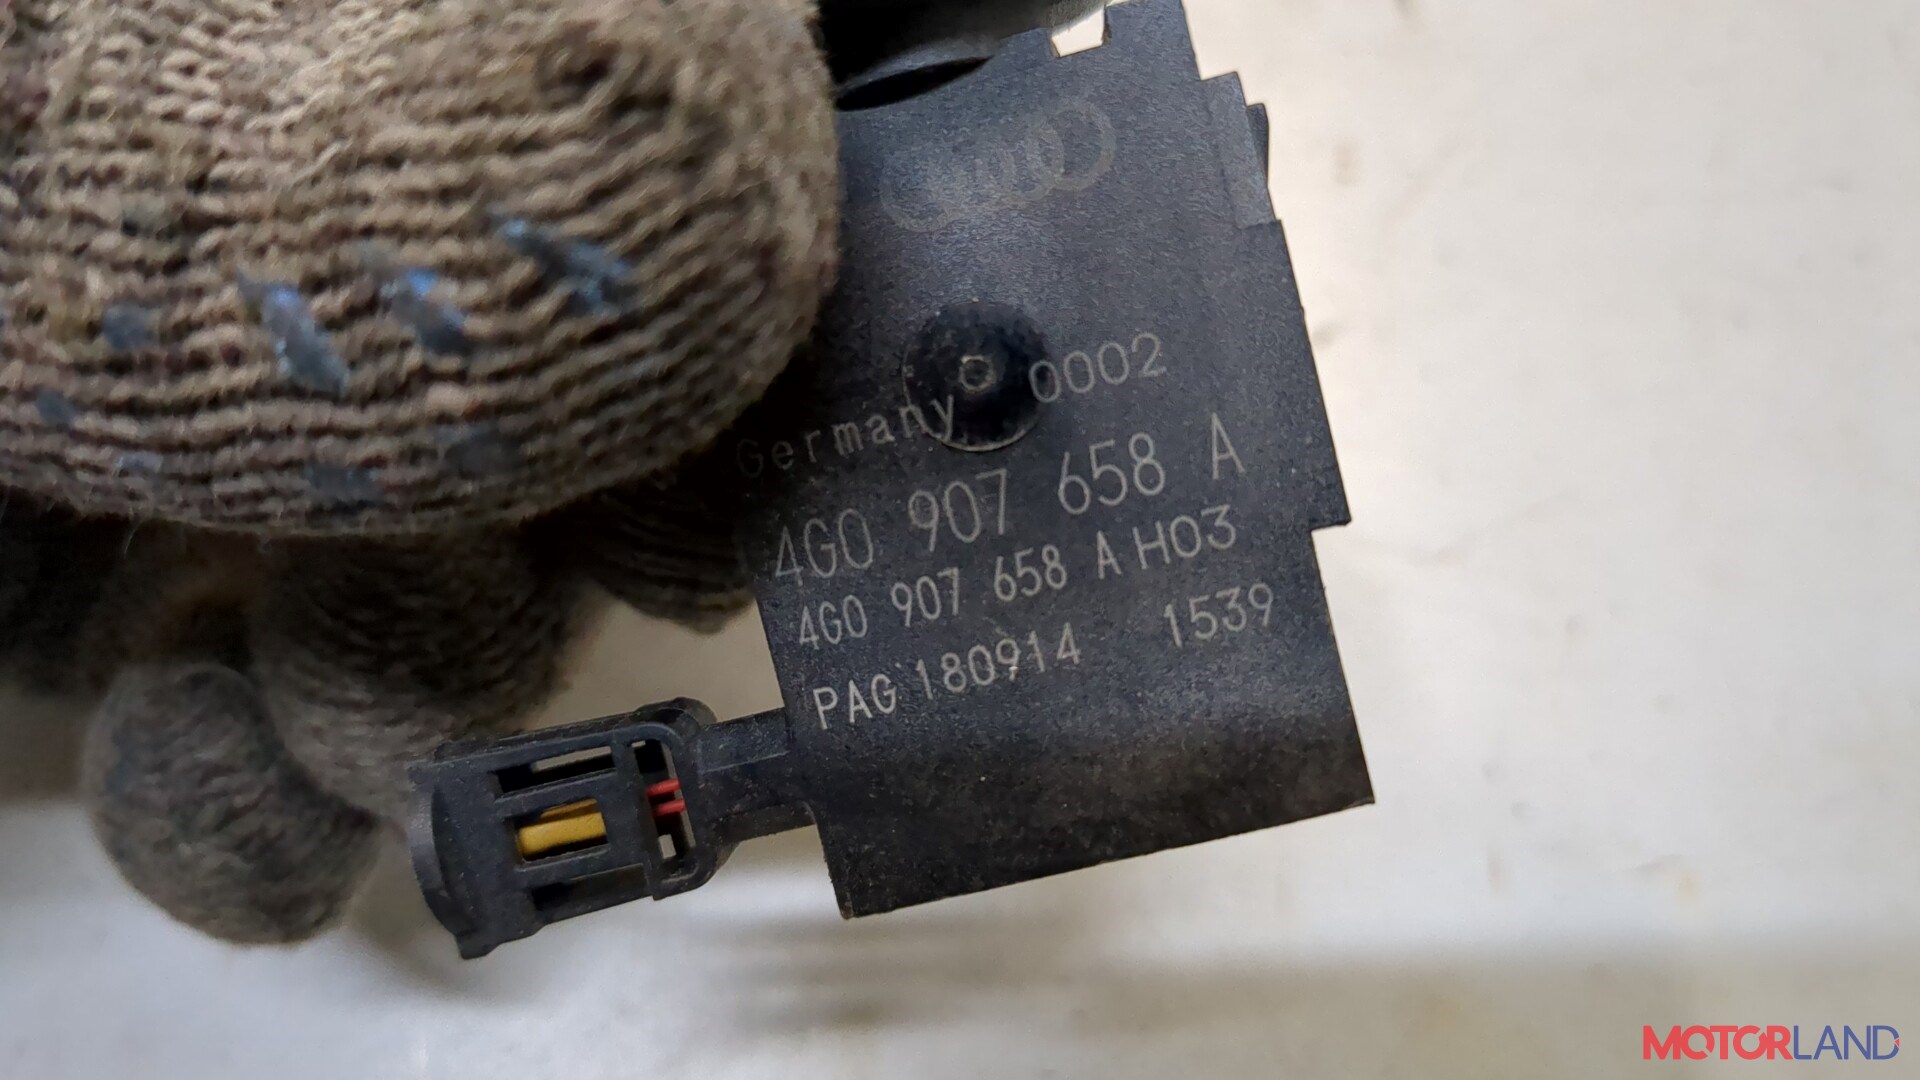 Germany 0002
4G0 907 658 A
4G0 907 658 A H03
PAG 180914 1539
MOTORLAND